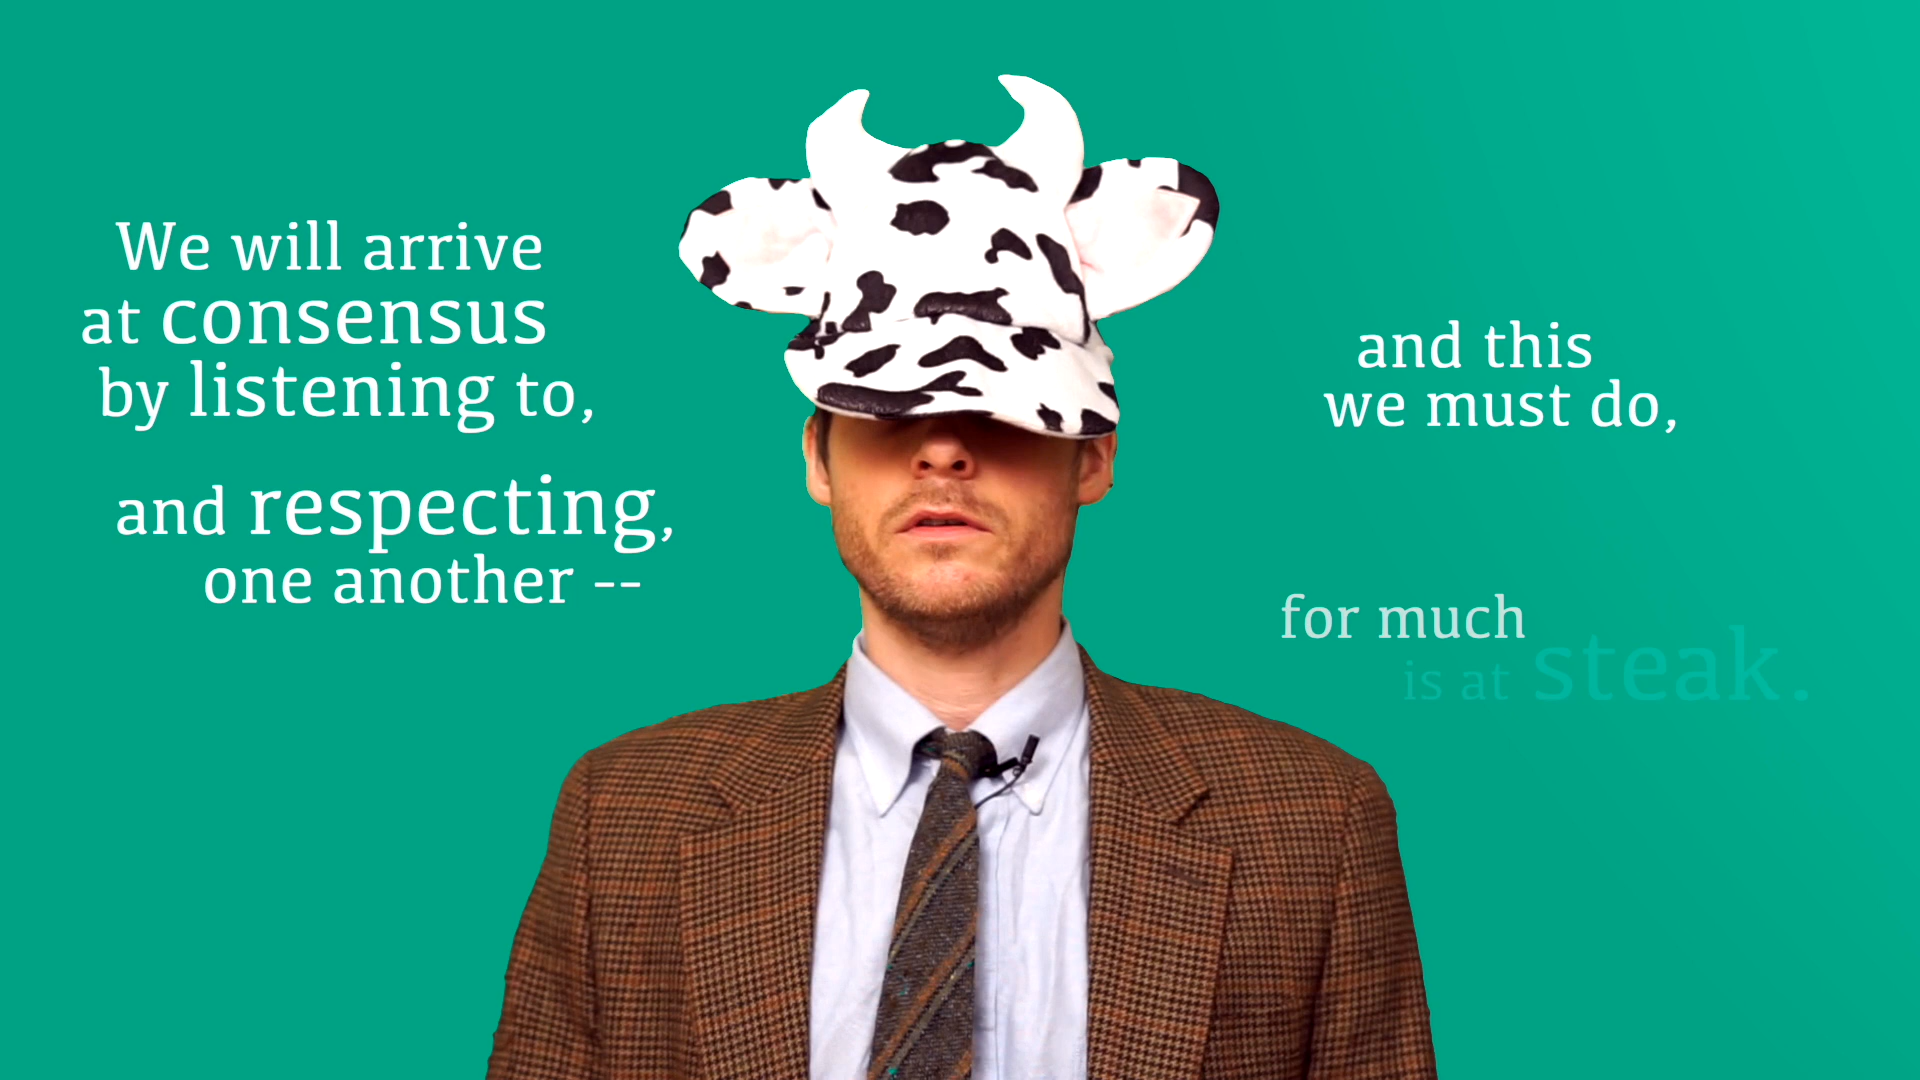 We will arrive
at consensus
by listening to,
and respecting,
one another --
and this
we must do,
for much
is at steak.